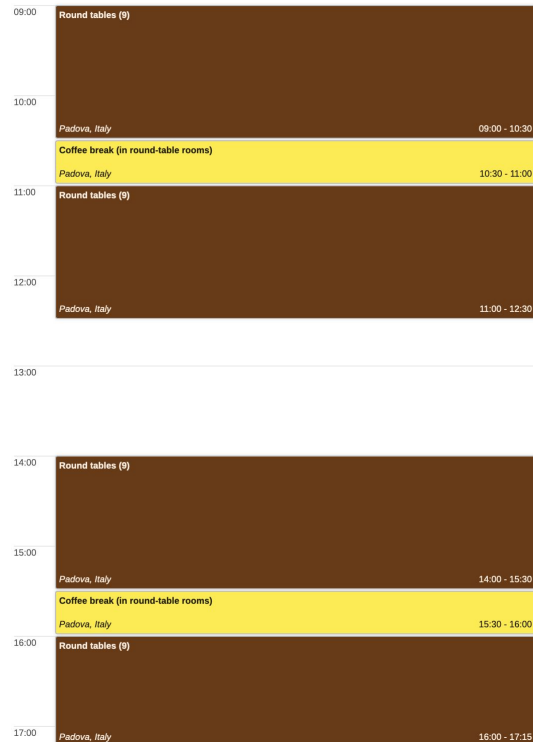 09:00
Round tables (9)
10:00
Padova, Italy 09:00 - 10:30
Coffee break (in round-table rooms)
Padova, Italy 10:30 - 11:00
11:00
Round tables (9)
12:00
Padova, Italy 11:00 - 12:30
13:00
14:00
Round tables (9)
15:00
Padova, Italy 14:00 - 15:30
Coffee break (in round-table rooms)
Padova, Italy 15:30 - 16:00
16:00
Round tables (9)
17:00
Padova, Italy 16:00 - 17:15